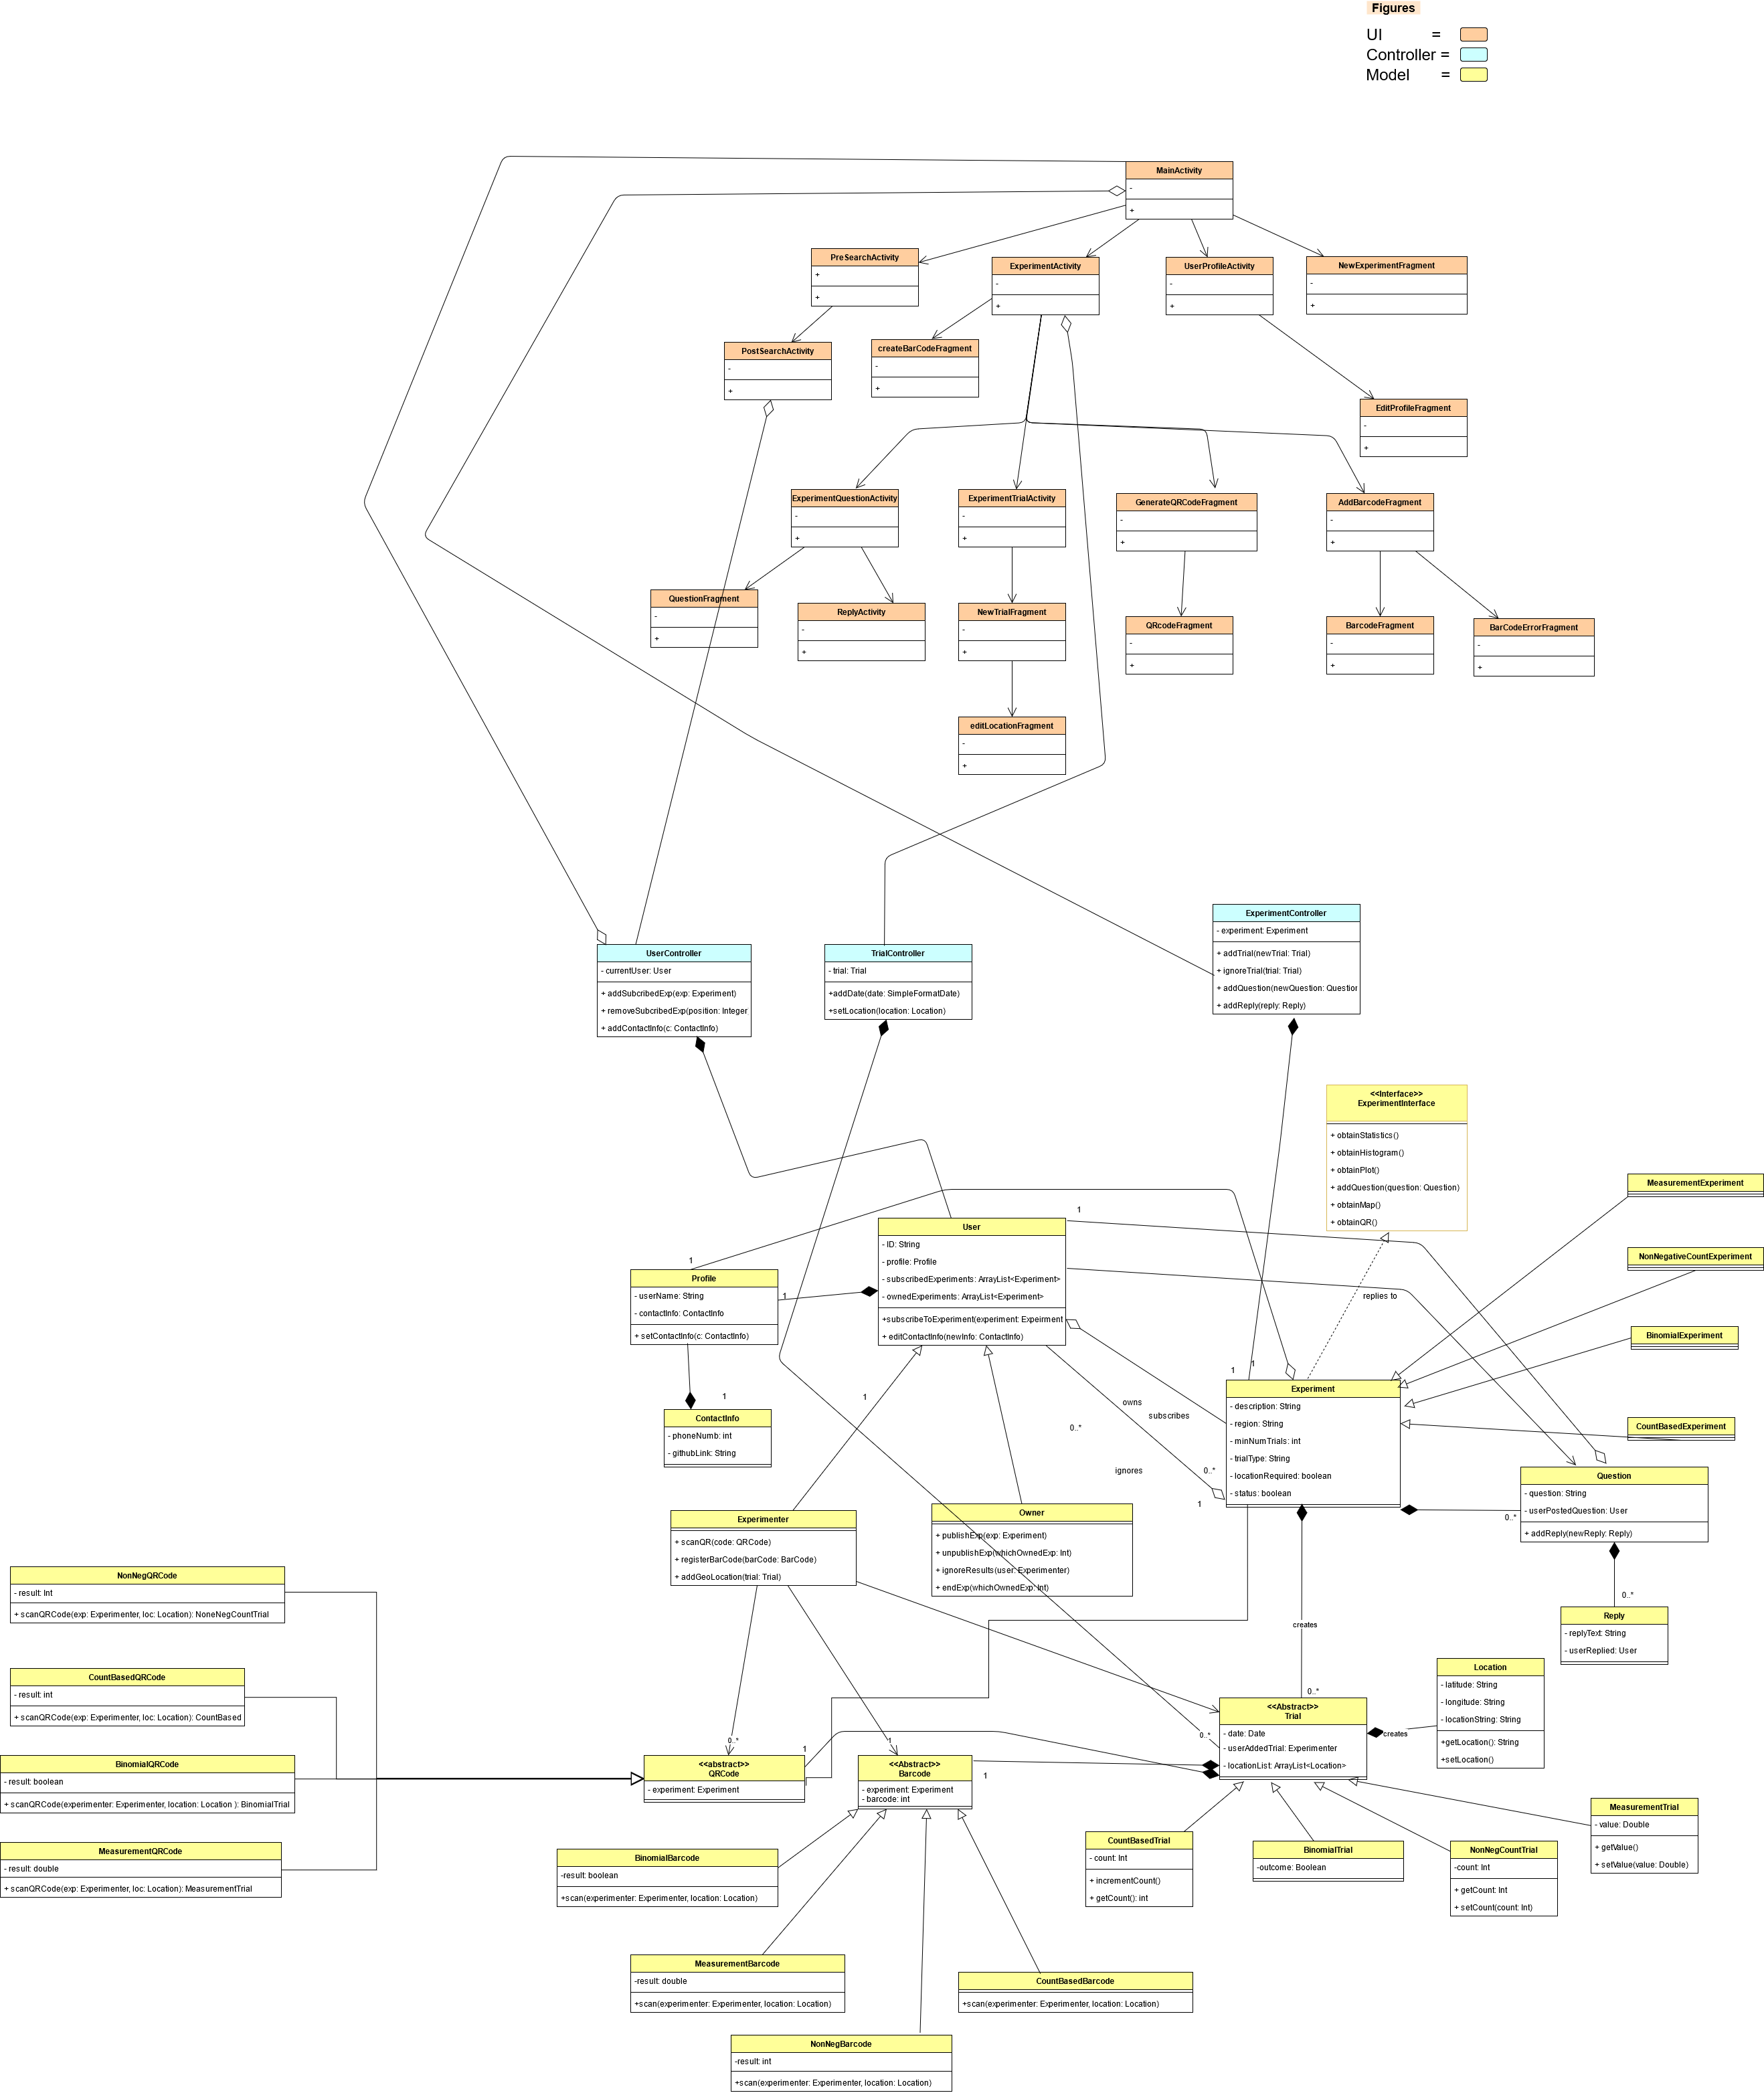 Figures
UI =
Controller =
Model =
MainActivity
-
+
PreSearchActivity
+
+
ExperimentActivity
-
+
UserProfileActivity
-
+
NewExperimentFragment
-
+
PostSearchActivity
-
+
createBarCodeFragment
-
+
EditProfileFragment
-
+
ExperimentQuestionActivity
-
+
ExperimentTrialActivity
-
+
GenerateQRCodeFragment
-
+
AddBarcodeFragment
-
+
QuestionFragment
-
+
ReplyActivity
-
+
NewTrialFragment
-
+
QRcodeFragment
-
+
BarcodeFragment
-
+
BarCodeErrorFragment
-
+
editLocationFragment
-
+
ExperimentController
- experiment: Experiment
+ addTrial(newTrial: Trial)
+ ignoreTrial(trial: Trial)
+ addQuestion(newQuestion: Question
+ addReply(reply: Reply)
UserController
- currentUser: User
+ addSubcribedExp(exp: Experiment)
+ removeSubcribedExp(position: Integer
+ addContactInfo(c: ContactInfo)
TrialController
- trial: Trial
+addDate(date: SimpleFormatDate)
+setLocation(location: Location)
<<Interface>>
ExperimentInterface
+ obtainStatistics()
+ obtainHistogram()
+ obtainPlot()
+ addQuestion(question: Question)
+ obtainMap()
+ obtainQR()
MeasurementExperiment
NonNegativeCountExperiment
BinomialExperiment
CountBasedExperiment
1
User
- ID: String
- profile: Profile
- subscribedExperiments: ArrayList<Experiment>
- ownedExperiments: ArrayList<Experiment>
+subscribeToExperiment(experiment: Expeirment
+ editContactInfo(newInfo: ContactInfo)
1
Profile
- userName: String
- contactInfo: ContactInfo
+ setContactInfo(c: ContactInfo)
1
replies to
1
1
Experiment
- description: String
- region: String
- minNumTrials: int
- trialType: String
- locationRequired: boolean
- status: boolean
1
1
owns
subscribes
0..*
ignores
0..*
1
ContactInfo
- phoneNumb: int
- githubLink: String
Question
- question: String
- userPostedQuestion: User
+ addReply(newReply: Reply)
0..*
Experimenter
+ scanQR(code: QRCode)
+ registerBarCode(barCode: BarCode)
+ addGeoLocation(trial: Trial)
Owner
+ publishExp(exp: Experiment)
+ unpublishExp(whichOwnedExp: Int)
+ ignoreResults(user: Experimenter)
+ endExp(whichOwnedExp: Int)
0..*
Reply
- replyText: String
- userReplied: User
creates
NonNegQRCode
- result: Int
+ scanQRCode(exp: Experimenter, loc: Location): NoneNegCountTrial
CountBasedQRCode
- result: int
+ scanQRCode(exp: Experimenter, loc: Location): CountBased
BinomialQRCode
- result: boolean
+ scanQRCode(experimenter: Experimenter, location: Location ): BinomialTrial
MeasurementQRCode
- result: double
+ scanQRCode(exp: Experimenter, loc: Location): MeasurementTrial
Location
- latitude: String
- longitude: String
- locationString: String
+getLocation(): String
+setLocation()
creates
0..*
0..*
<<Abstract>>
Trial
- date: Date
- userAddedTrial: Experimenter
- locationList: ArrayList<Location>
0..*
1
1
<<abstract>>
QRCode
- experiment: Experiment
1
<<Abstract>>
Barcode
- experiment: Experiment
- barcode: int
1
MeasurementTrial
- value: Double
+ getValue()
+ setValue(value: Double)
CountBasedTrial
- count: Int
+ incrementCount()
+ getCount(): int
BinomialTrial
-outcome: Boolean
NonNegCountTrial
-count: Int
+ getCount: Int
+ setCount(count: Int)
BinomialBarcode
-result: boolean
+scan(experimenter: Experimenter, location: Location)
MeasurementBarcode
-result: double
+scan(experimenter: Experimenter, location: Location)
CountBasedBarcode
+scan(experimenter: Experimenter, location: Location)
NonNegBarcode
-result: int
+scan(experimenter: Experimenter, location: Location)